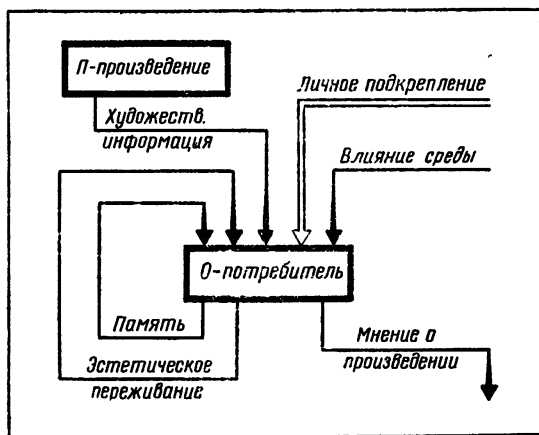 П-произведение
Личное подкрепление
Художеств.
информация
Влияние среды
О-потребитель
Память
Мнение о
произведении
Эстетическое
переживание